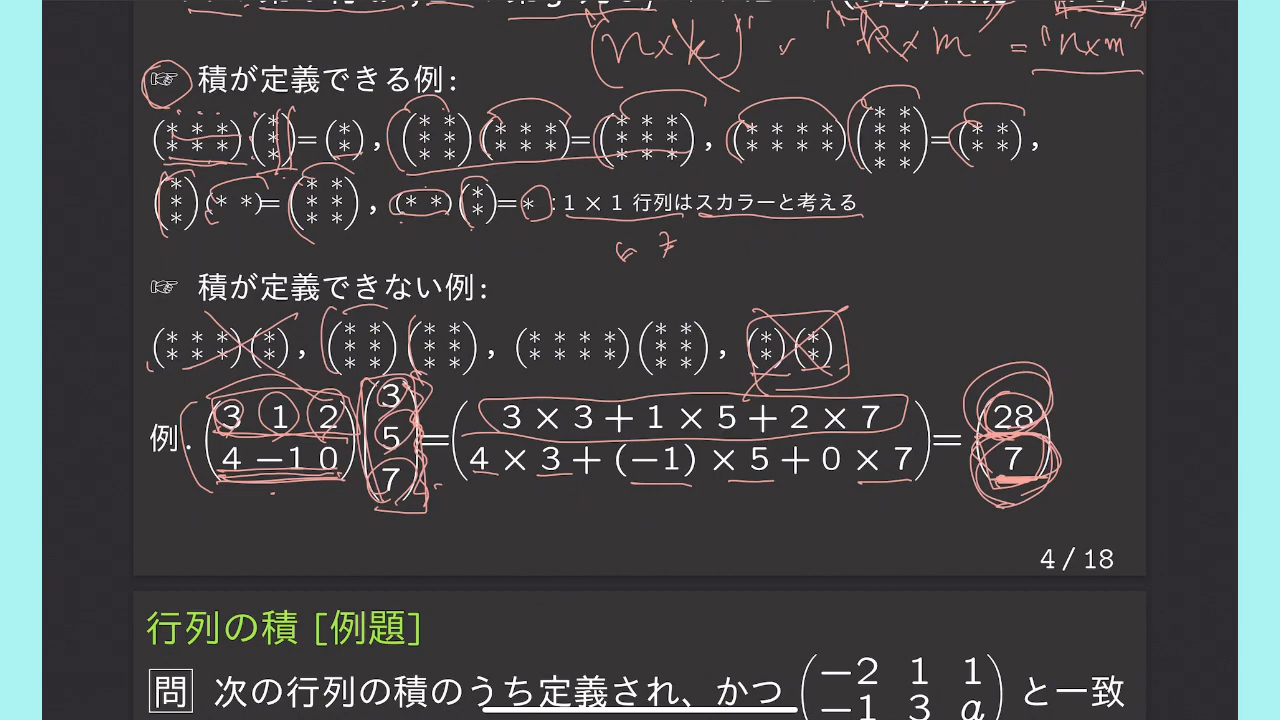 (n×k) × k×m = "n×m"
☞ 積が定義できる例:
(* * * / * * *)(* / * / *)=(* / *), (* * / * * / * *)(* * * / * * *)=(* * * / * * * / * * *), (* * * * / * * * *)(* * / * * / * * / * *)=(* * / * *),
(* / * / *)(* *)=(* * / * * / * *), (* *)(* / *)=* : 1 × 1 行列はスカラーと考える
☞ 積が定義できない例:
(* * * / * * *)(* / *), (* * / * * / * *)(* * / * * / * *), (* * * * / * * * *)(* * / * * / * *), (* / *)(* / *)
例. (3 1 2 / 4 −1 0)(3 / 5 / 7)=(3 × 3 + 1 × 5 + 2 × 7 / 4 × 3 + (−1) × 5 + 0 × 7)=(28 / 7)
4 / 18
行列の積 [例題]
問 次の行列の積のうち定義され、かつ (−2 1 1 / −1 3 a) と一致